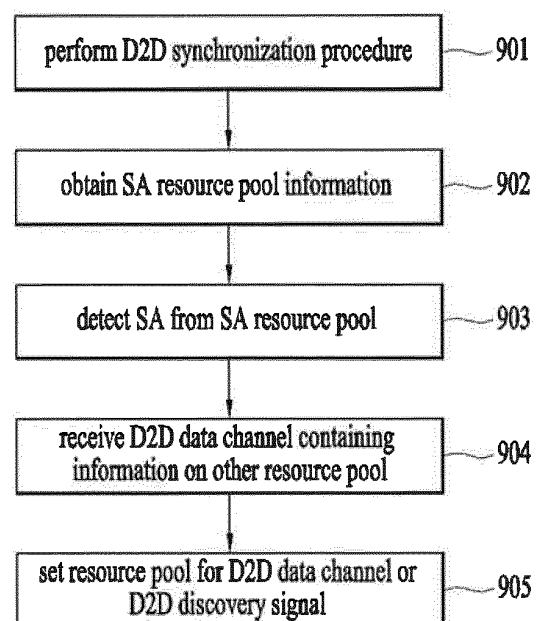 perform D2D synchronization procedure
901
obtain SA resource pool information
902
detect SA from SA resource pool
903
receive D2D data channel containing
information on other resource pool
904
set resource pool for D2D data channel or
D2D discovery signal
905